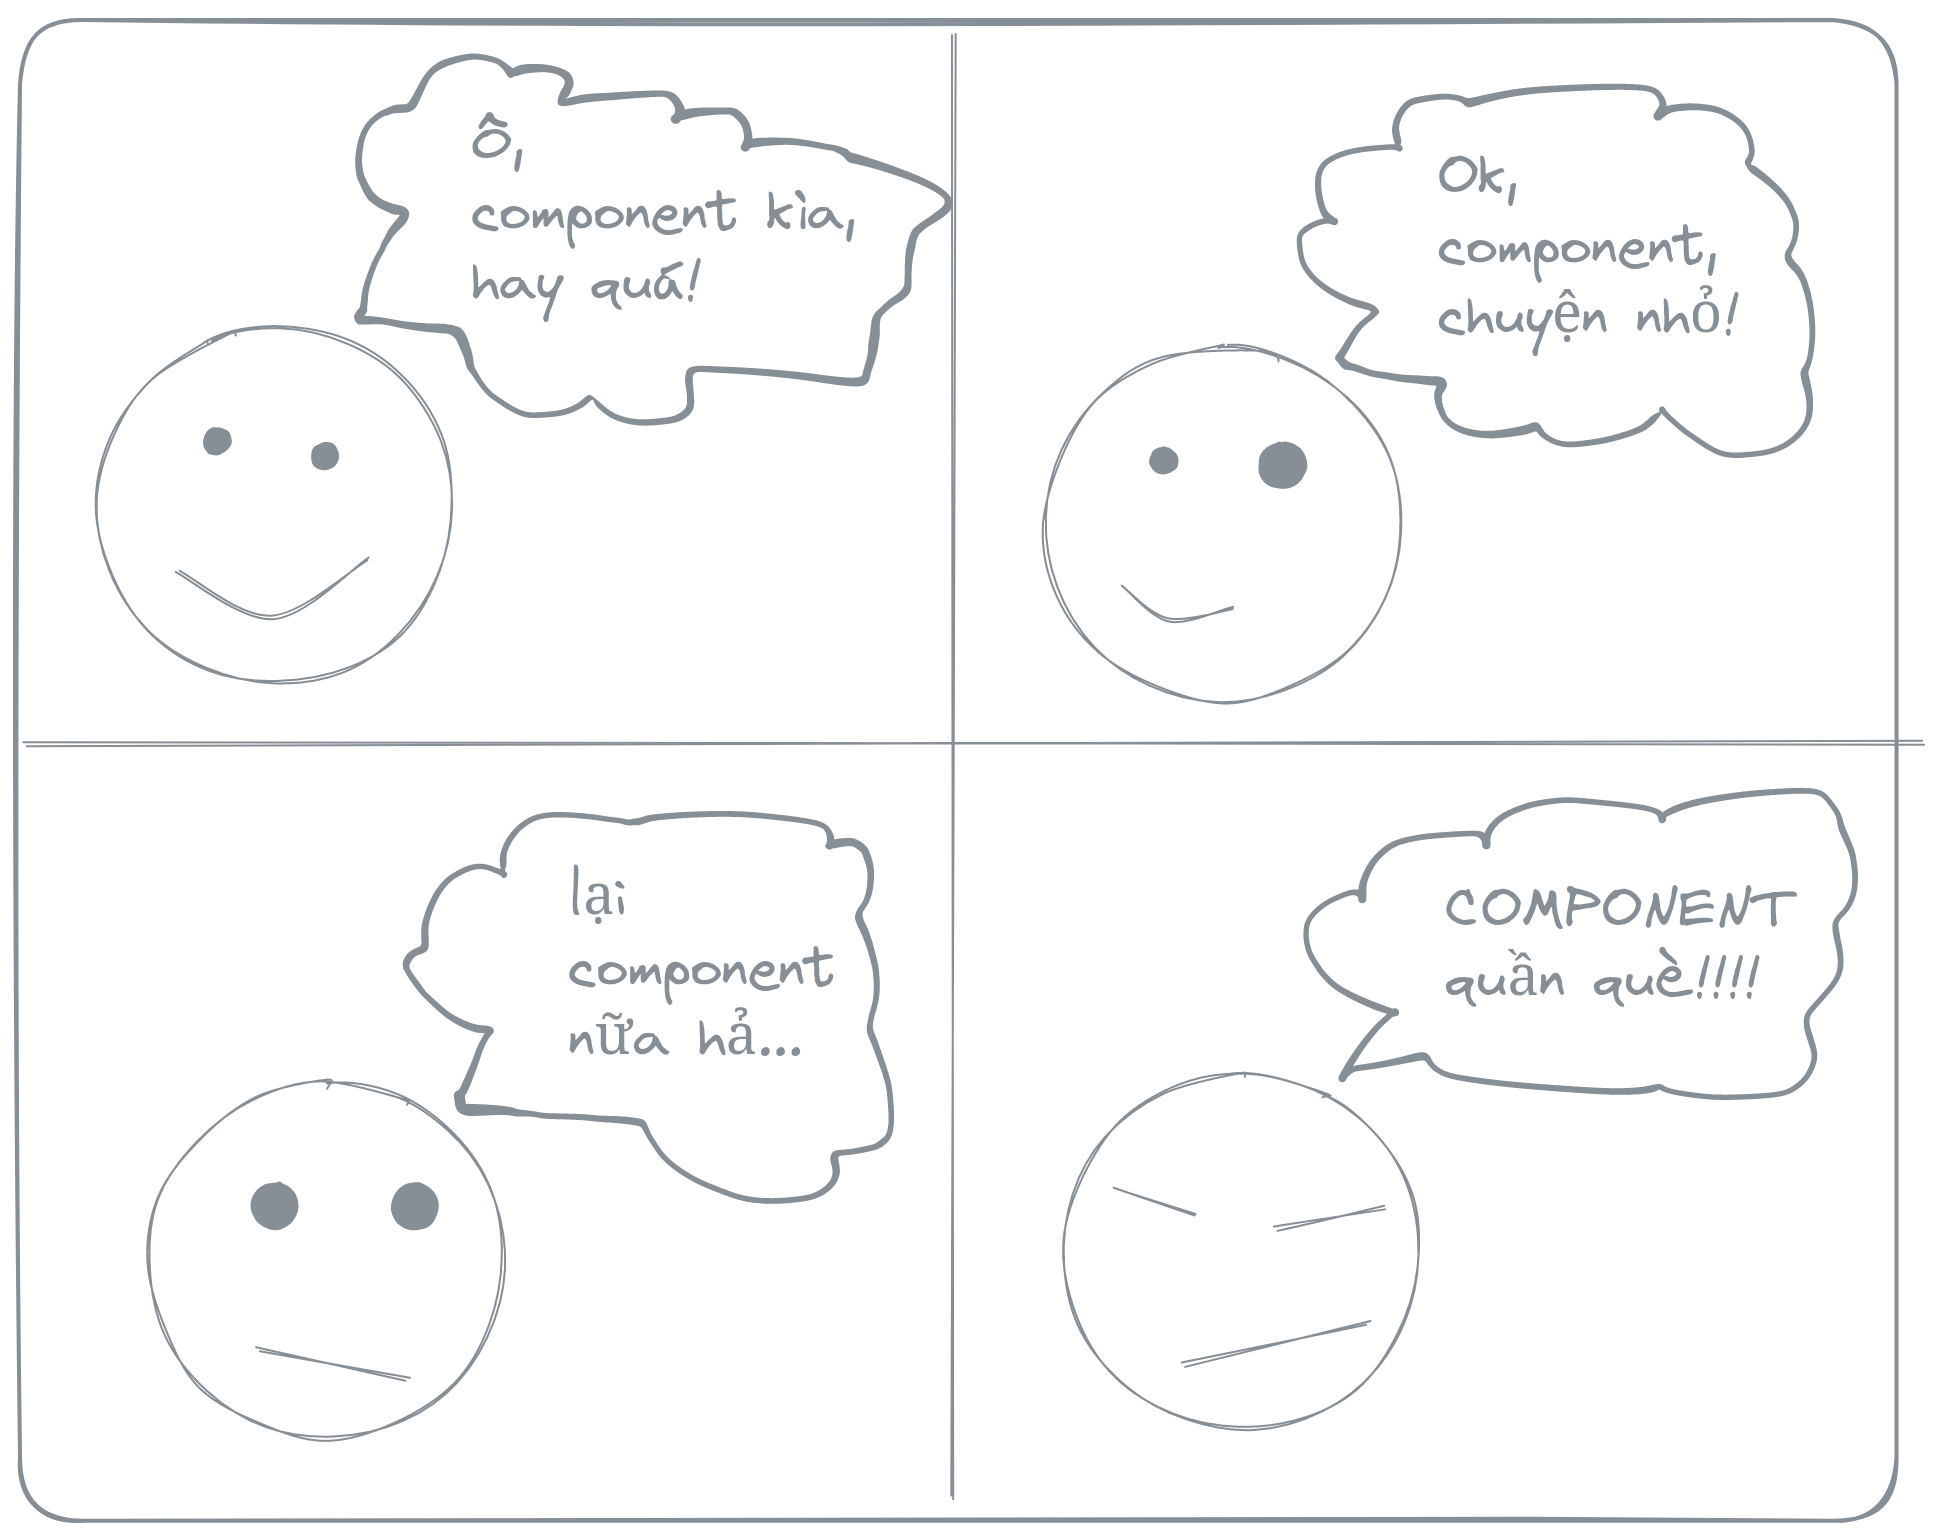 Ồ,
component kìa,
hay quá!
Ok,
component,
chuyện nhỏ!
lại
component
nữa hả...
COMPONENT
quần què!!!!